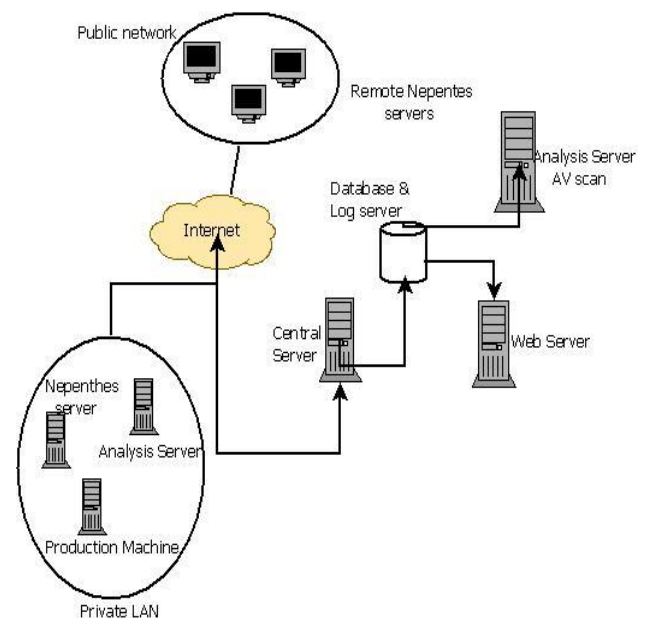 Public network
Remote Nepentes
servers
Analysis Server
AV scan
Database &
Log server
Internet
Central
Server
Web Server
Nepenthes
server
Analysis Server
Production Machine
Private LAN